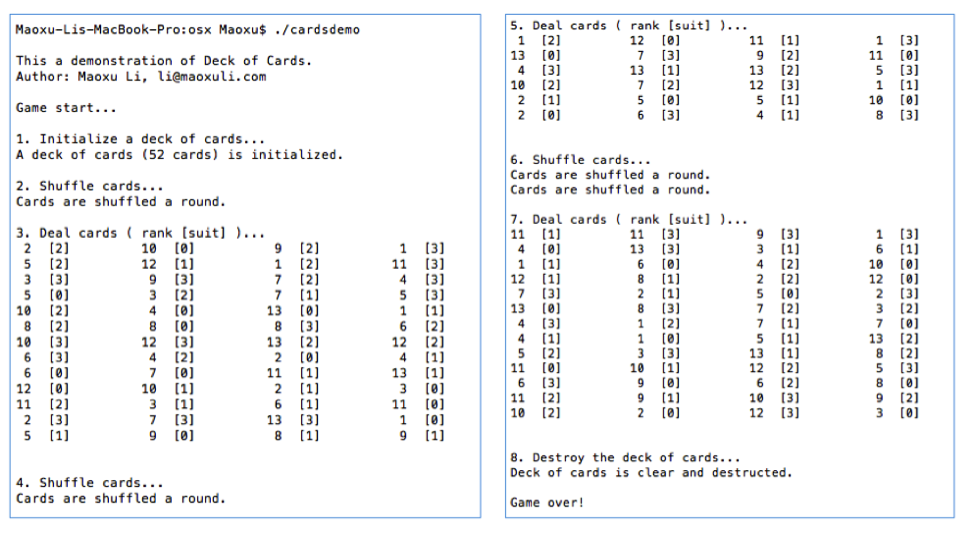 Maoxu-Lis-MacBook-Pro:osx Maoxu$ ./cardsdemo
This a demonstration of Deck of Cards.
Author: Maoxu Li, li@maoxuli.com
Game start...
1. Initialize a deck of cards...
A deck of cards (52 cards) is initialized.
2. Shuffle cards...
Cards are shuffled a round.
3. Deal cards ( rank [suit] )...
2 [2] 10 [0] 9 [2] 1 [3]
5 [2] 12 [1] 1 [2] 11 [3]
3 [3] 9 [3] 7 [2] 4 [3]
5 [0] 3 [2] 7 [1] 5 [3]
10 [2] 4 [0] 13 [0] 1 [1]
8 [2] 8 [0] 8 [3] 6 [2]
10 [3] 12 [3] 13 [2] 12 [2]
6 [3] 4 [2] 2 [0] 4 [1]
6 [0] 7 [0] 11 [1] 13 [1]
12 [0] 10 [1] 2 [1] 3 [0]
11 [2] 3 [1] 6 [1] 11 [0]
2 [3] 7 [3] 13 [3] 1 [0]
5 [1] 9 [0] 8 [1] 9 [1]
4. Shuffle cards...
Cards are shuffled a round.
5. Deal cards ( rank [suit] )...
1 [2] 12 [0] 11 [1] 1 [3]
13 [0] 7 [3] 9 [2] 11 [0]
4 [3] 13 [1] 13 [2] 5 [3]
10 [2] 7 [2] 12 [3] 1 [1]
2 [1] 5 [0] 5 [1] 10 [0]
2 [0] 6 [3] 4 [1] 8 [3]
6. Shuffle cards...
Cards are shuffled a round.
Cards are shuffled a round.
7. Deal cards ( rank [suit] )...
11 [1] 11 [3] 9 [3] 1 [3]
4 [0] 13 [3] 3 [1] 6 [1]
1 [1] 6 [0] 4 [2] 10 [0]
12 [1] 8 [1] 2 [2] 12 [0]
7 [3] 2 [1] 5 [0] 2 [3]
13 [0] 8 [3] 7 [2] 3 [2]
4 [3] 1 [2] 7 [1] 7 [0]
4 [1] 1 [0] 5 [1] 13 [2]
5 [2] 3 [3] 13 [1] 8 [2]
11 [0] 10 [1] 12 [2] 5 [3]
6 [3] 9 [0] 6 [2] 8 [0]
11 [2] 9 [1] 10 [3] 9 [2]
10 [2] 2 [0] 12 [3] 3 [0]
8. Destroy the deck of cards...
Deck of cards is clear and destructed.
Game over!